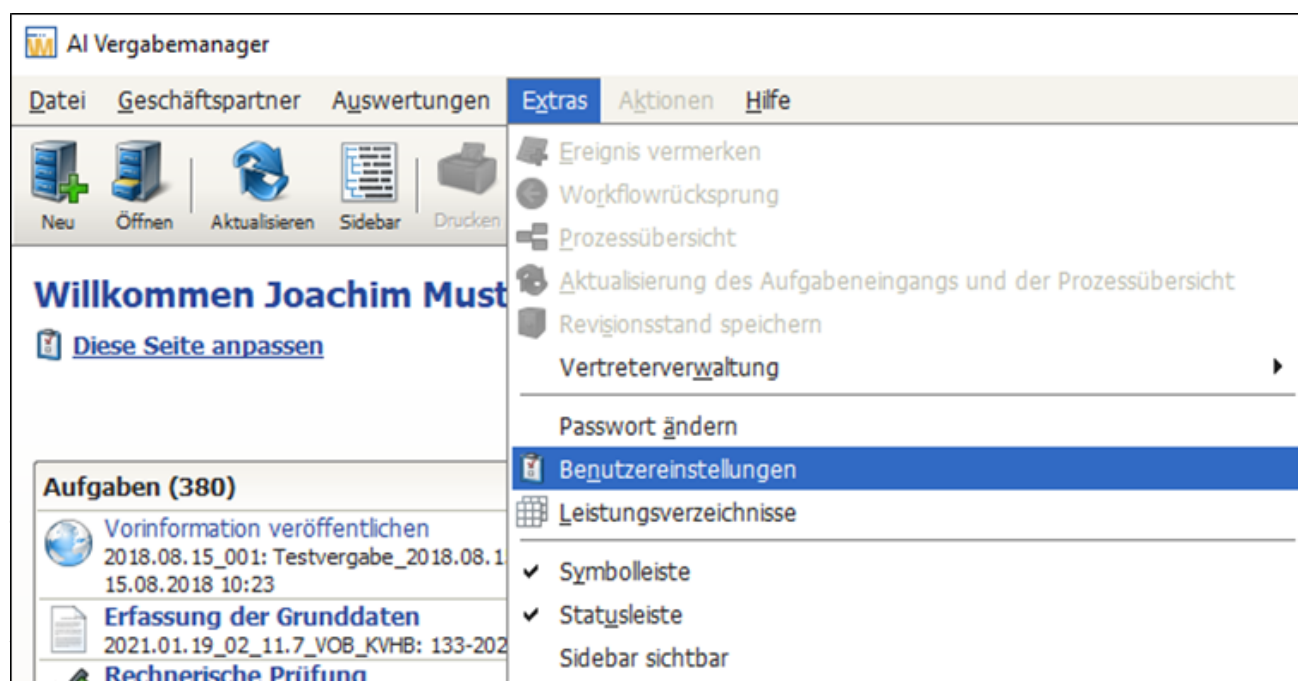 AI Vergabemanager
Datei Geschäftspartner Auswertungen Extras Aktionen Hilfe
Neu Öffnen Aktualisieren Sidebar Drucken
Ereignis vermerken
Workflowrücksprung
Prozessübersicht
Aktualisierung des Aufgabeneingangs und der Prozessübersicht
Revisionsstand speichern
Vertreterverwaltung
Passwort ändern
Benutzereinstellungen
Leistungsverzeichnisse
Symbolleiste
Statusleiste
Sidebar sichtbar
Willkommen Joachim Must
Diese Seite anpassen
Aufgaben (380)
Vorinformation veröffentlichen
2018.08.15_001: Testvergabe_2018.08.1
15.08.2018 10:23
Erfassung der Grunddaten
2021.01.19_02_11.7_VOB_KVHB: 133-202
Rechnerische Prüfung